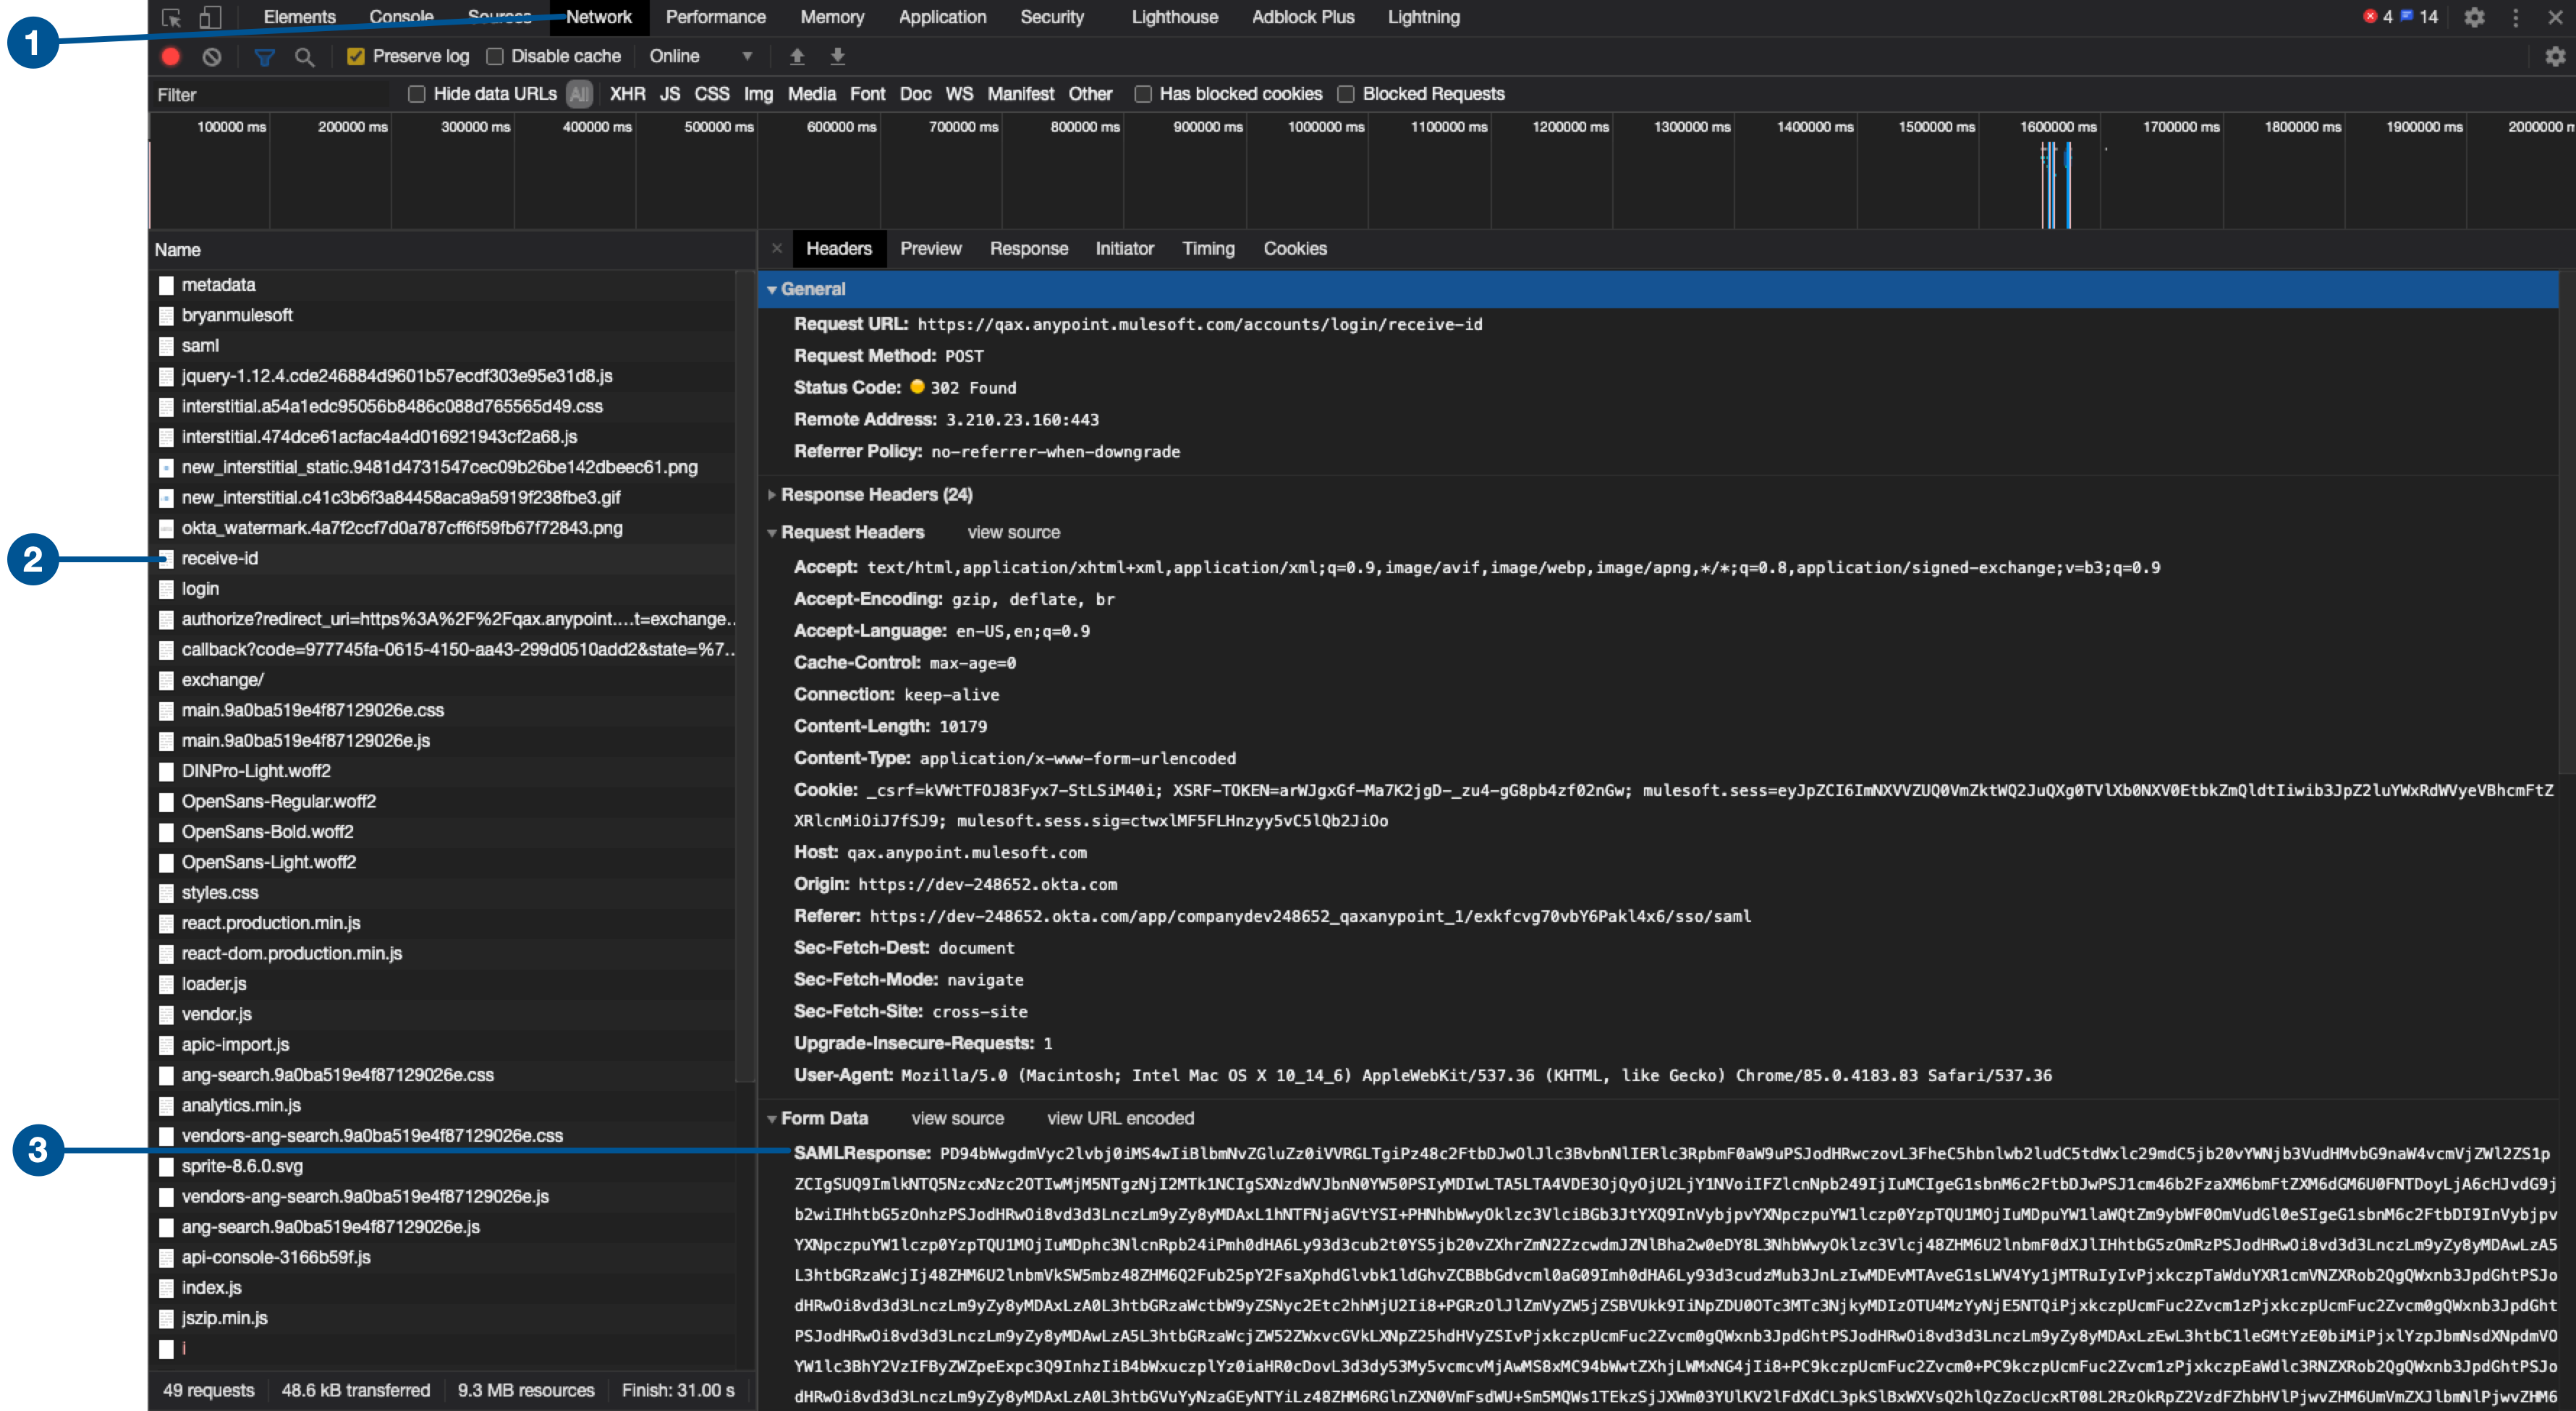 Elements Console Sources Network Performance Memory Application Security Lighthouse Adblock Plus Lightning 4 14
1
Preserve log Disable cache Online
Filter Hide data URLs All XHR JS CSS Img Media Font Doc WS Manifest Other Has blocked cookies Blocked Requests
100000 ms 200000 ms 300000 ms 400000 ms 500000 ms 600000 ms 700000 ms 800000 ms 900000 ms 1000000 ms 1100000 ms 1200000 ms 1300000 ms 1400000 ms 1500000 ms 1600000 ms 1700000 ms 1800000 ms 1900000 ms 2000000
Name
metadata
bryanmulesoft
saml
jquery-1.12.4.cde246884d9601b57ecdf303e95e31d8.js
interstitial.a54a1edc95056b8486c088d765565d49.css
interstitial.474dce61acfac4a4d016921943cf2a68.js
new_interstitial_static.9481d4731547cec09b26be142dbeec61.png
new_interstitial.c41c3b6f3a84458aca9a5919f238fbe3.gif
okta_watermark.4a7f2ccf7d0a787cff6f59fb67f72843.png
2
receive-id
login
authorize?redirect_uri=https%3A%2F%2Fqax.anypoint....t=exchange..
callback?code=977745fa-0615-4150-aa43-299d0510add2&state=%7..
exchange/
main.9a0ba519e4f87129026e.css
main.9a0ba519e4f87129026e.js
DINPro-Light.woff2
OpenSans-Regular.woff2
OpenSans-Bold.woff2
OpenSans-Light.woff2
styles.css
react.production.min.js
react-dom.production.min.js
loader.js
vendor.js
apic-import.js
ang-search.9a0ba519e4f87129026e.css
analytics.min.js
vendors-ang-search.9a0ba519e4f87129026e.css
3
sprite-8.6.0.svg
vendors-ang-search.9a0ba519e4f87129026e.js
ang-search.9a0ba519e4f87129026e.js
api-console-3166b59f.js
index.js
jszip.min.js
i
49 requests 48.6 kB transferred 9.3 MB resources Finish: 31.00 s
Headers Preview Response Initiator Timing Cookies
General
Request URL: https://qax.anypoint.mulesoft.com/accounts/login/receive-id
Request Method: POST
Status Code: 302 Found
Remote Address: 3.210.23.160:443
Referrer Policy: no-referrer-when-downgrade
Response Headers (24)
Request Headers view source
Accept: text/html,application/xhtml+xml,application/xml;q=0.9,image/avif,image/webp,image/apng,*/*;q=0.8,application/signed-exchange;v=b3;q=0.9
Accept-Encoding: gzip, deflate, br
Accept-Language: en-US,en;q=0.9
Cache-Control: max-age=0
Connection: keep-alive
Content-Length: 10179
Content-Type: application/x-www-form-urlencoded
Cookie: _csrf=kVWtTFOJ83Fyx7-StLSiM40i; XSRF-TOKEN=arWJgxGf-Ma7K2jgD-_zu4-gG8pb4zf02nGw;
XRlcnMiOiJ7fSJ9; mulesoft.sess.sig=ctwxlMF5FLHnzyy5vC5lQb2JiOo
Host: qax.anypoint.mulesoft.com
Origin: https://dev-248652.okta.com
Referer: https://dev-248652.okta.com/app/companydev248652_qaxanypoint_1/exkfcvg70vbY6Pakl4x6/sso/saml
Sec-Fetch-Dest: document
Sec-Fetch-Mode: navigate
Sec-Fetch-Site: cross-site
Upgrade-Insecure-Requests: 1
User-Agent: Mozilla/5.0 (Macintosh; Intel Mac OS X 10_14_6) AppleWebKit/537.36 (KHTML, like Gecko) Chrome/85.0.4183.83 Safari/537.36
Form Data view source view URL encoded
SAMLResponse: